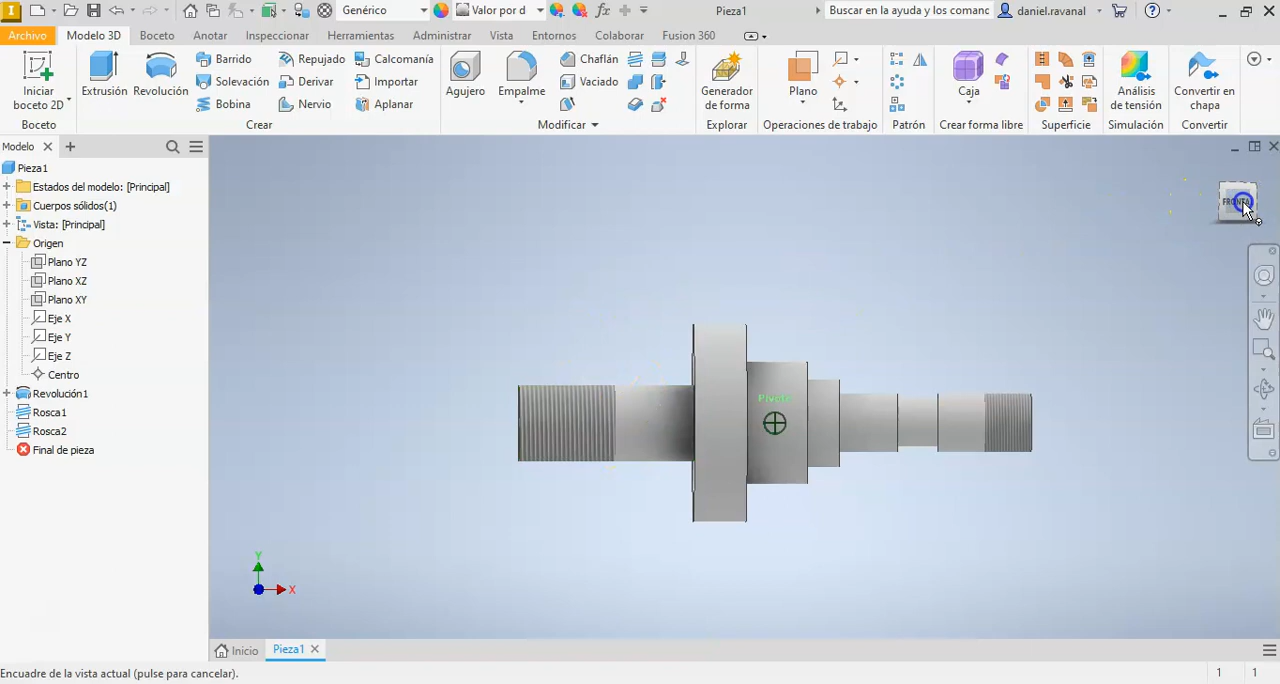 Genérico
Valor por d
Pieza1
Buscar en la ayuda y los comanc
daniel.ravanal
Archivo
Modelo 3D
Boceto
Anotar
Inspeccionar
Herramientas
Administrar
Vista
Entornos
Colaborar
Fusion 360
Iniciar
boceto 2D
Boceto
Extrusión
Revolución
Barrido
Solevación
Bobina
Repujado
Derivar
Nervio
Calcomanía
Importar
Aplanar
Crear
Agujero
Empalme
Chaflán
Vaciado
Modificar
Generador
de forma
Explorar
Plano
Operaciones de trabajo
Patrón
Caja
Crear forma libre
Superficie
Análisis
de tensión
Simulación
Convertir en
chapa
Convertir
Modelo
Pieza1
Estados del modelo: [Principal]
Cuerpos sólidos(1)
Vista: [Principal]
Origen
Plano YZ
Plano XZ
Plano XY
Eje X
Eje Y
Eje Z
Centro
Revolución1
Rosca1
Rosca2
Final de pieza
Pivote
Y
X
Inicio
Pieza1
Encuadre de la vista actual (pulse para cancelar).
1
1